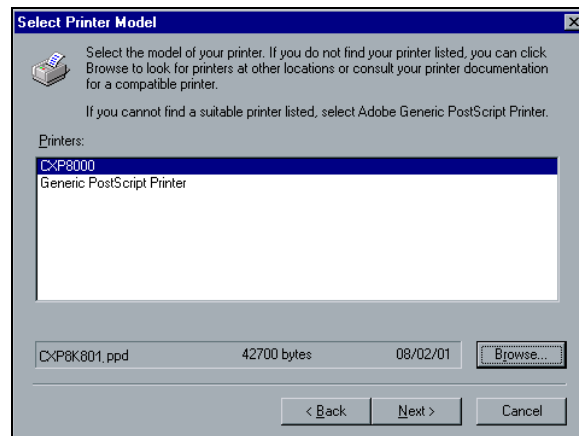 Select Printer Model
Select the model of your printer. If you do not find your printer listed, you can click
Browse to look for printers at other locations or consult your printer documentation
for a compatible printer.
If you cannot find a suitable printer listed, select Adobe Generic PostScript Printer.
Printers:
CXP8000
Generic PostScript Printer
CXP8K801.ppd 42700 bytes 08/02/01 Browse...
< Back Next > Cancel